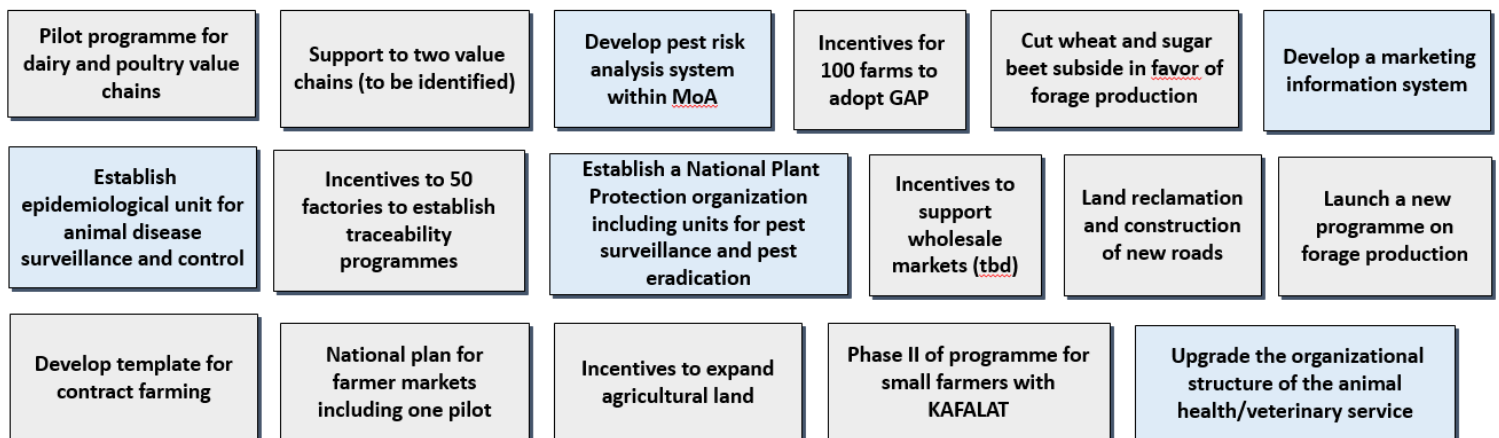 Pilot programme for
dairy and poultry value
chains
Support to two value
chains (to be identified)
Develop pest risk
analysis system
within MoA
Incentives for
100 farms to
adopt GAP
Cut wheat and sugar
beet subside in favor of
forage production
Develop a marketing
information system
Establish
epidemiological unit for
animal disease
surveillance and control
Incentives to 50
factories to establish
traceability
programmes
Establish a National Plant
Protection organization
including units for pest
surveillance and pest
eradication
Incentives to
support
wholesale
markets (tbd)
Land reclamation
and construction
of new roads
Launch a new
programme on
forage production
Develop template for
contract farming
National plan for
farmer markets
including one pilot
Incentives to expand
agricultural land
Phase II of programme for
small farmers with
KAFALAT
Upgrade the organizational
structure of the animal
health/veterinary service